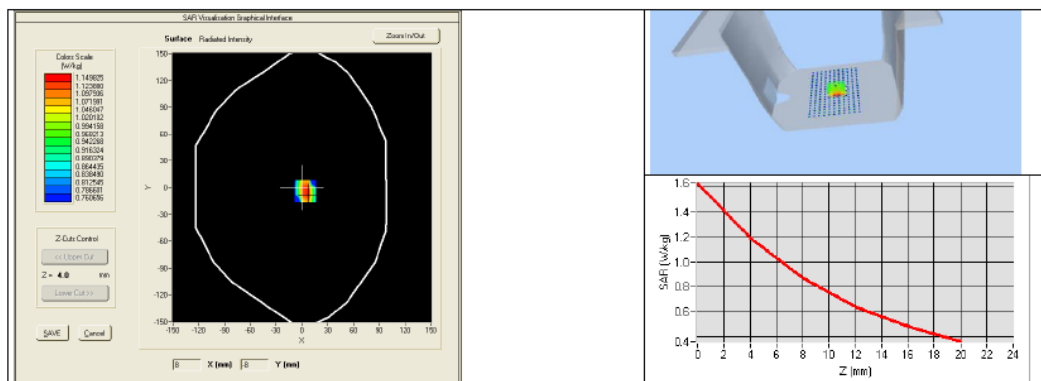 SAR Visualisation Graphical Interface
Surface Radiated Intensity
Zoom In/Out
Colors Scale
(W/kg)
1.149825
1.123880
1.097936
1.071991
1.046047
1.020102
0.994158
0.968213
0.942268
0.916324
0.890379
0.864435
0.838490
0.812545
0.786601
0.760656
Z-Cuts Control
<< Upper Cut
Z = 4.0 mm
Lower Cut >>
SAVE Cancel
150
120
90
60
30
0
-30
-60
-90
-120
-150
Y
-150 -120 -90 -60 -30 0 30 60 90 120 150
X
8 X (mm) -8 Y (mm)
1.6
1.4
1.2
1.0
0.8
0.6
0.4
SAR (W/kg)
0 2 4 6 8 10 12 14 16 18 20 22 24
Z (mm)